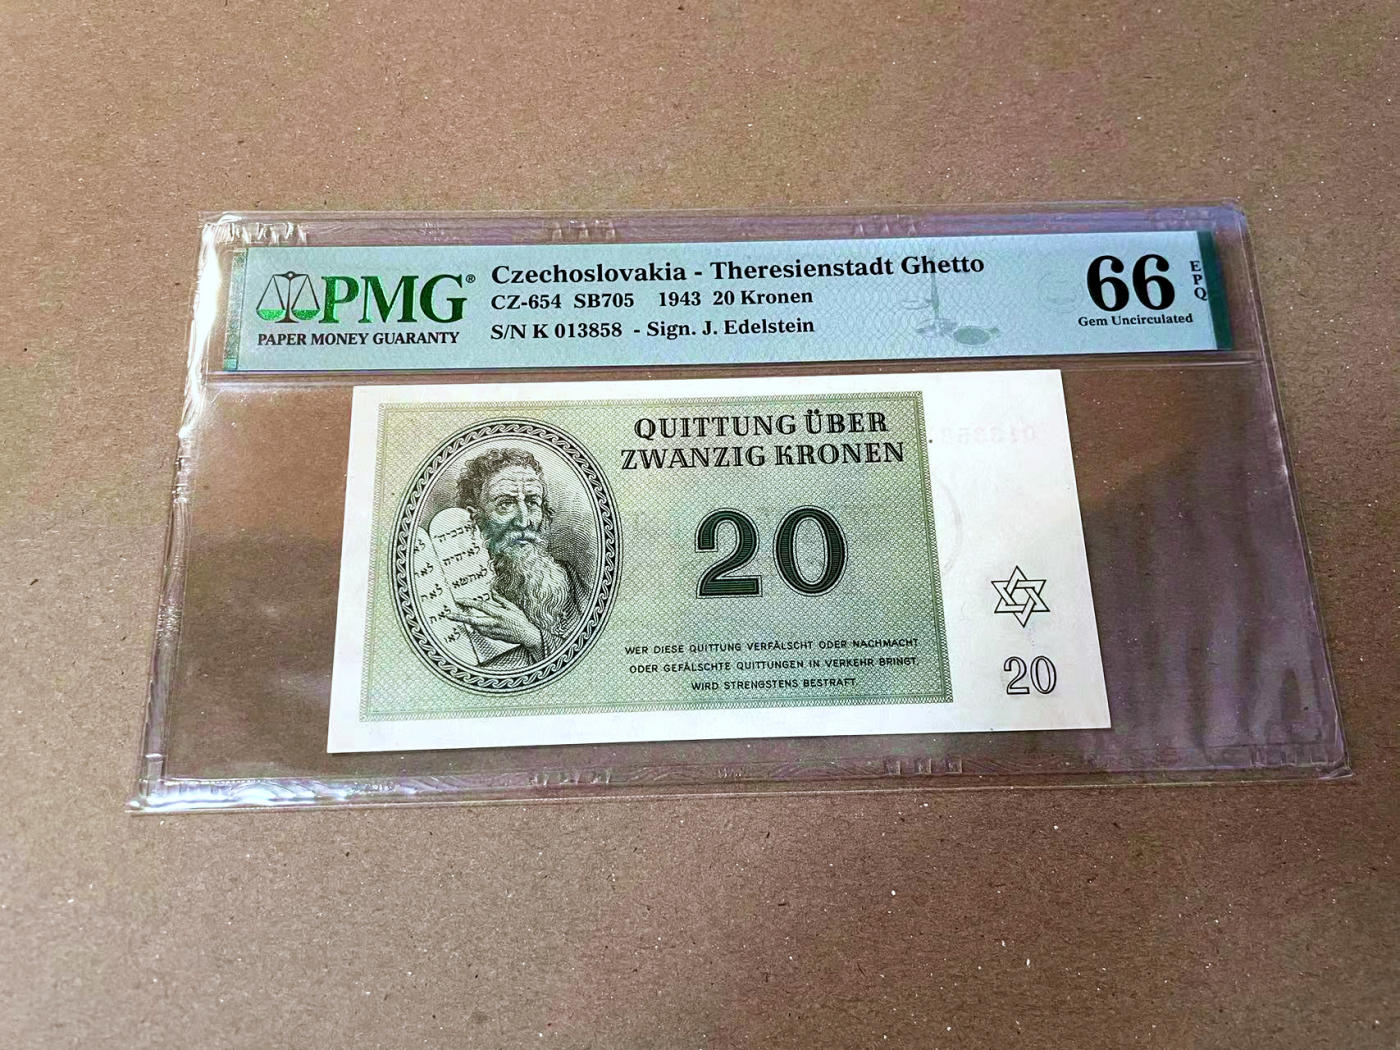 PMG®
PAPER MONEY GUARANTY
Czechoslovakia - Theresienstadt Ghetto
CZ-654 SB705 1943 20 Kronen
S/N K 013858 - Sign. J. Edelstein
66
EPQ
Gem Uncirculated
QUITTUNG ÜBER
ZWANZIG KRONEN
20
WER DIESE QUITTUNG VERFÄLSCHT ODER NACHMACHT
ODER GEFÄLSCHTE QUITTUNGEN IN VERKEHR BRINGT,
WIRD STRENGSTENS BESTRAFT.
20